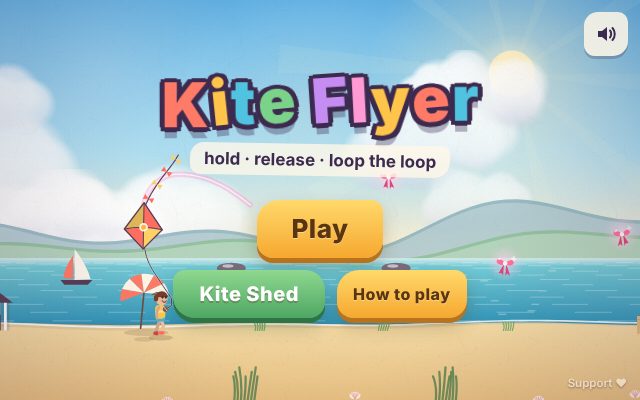 Kite Flyer
hold · release · loop the loop
Play
Kite Shed
How to play
Support ♥